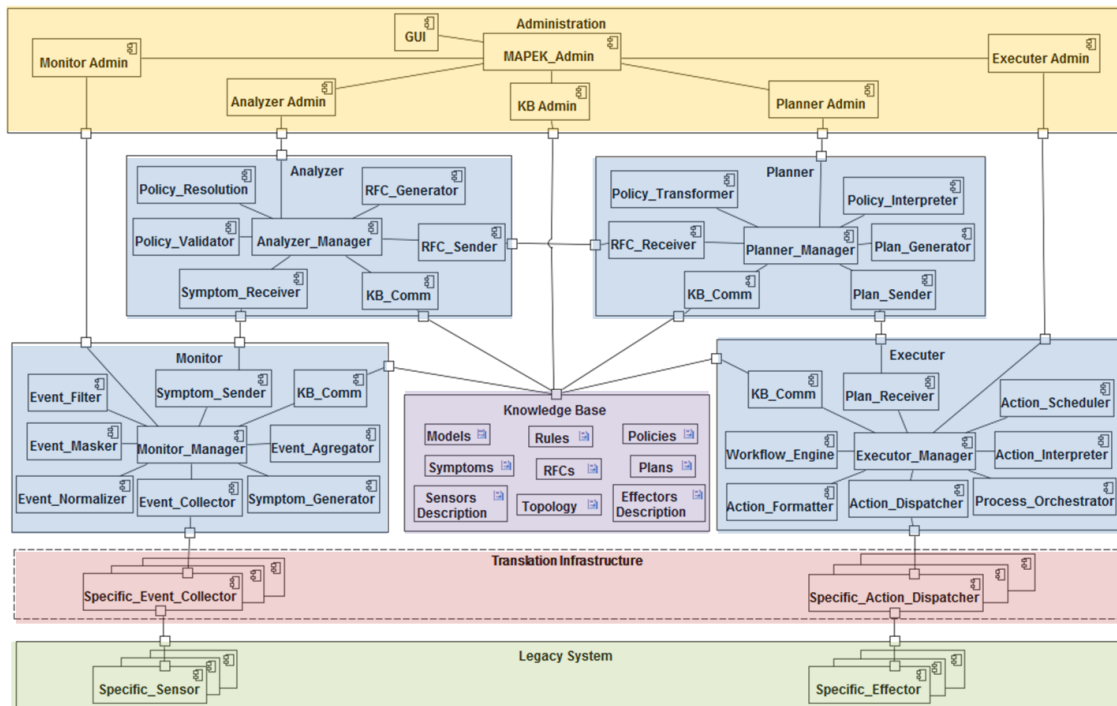 Administration
GUI
MAPEK_Admin
Monitor Admin
Executer Admin
Analyzer Admin
KB Admin
Planner Admin
Analyzer
Policy_Resolution
RFC_Generator
Policy_Validator
Analyzer_Manager
RFC_Sender
Symptom_Receiver
KB_Comm
Planner
Policy_Transformer
Policy_Interpreter
RFC_Receiver
Planner_Manager
Plan_Generator
KB_Comm
Plan_Sender
Monitor
Event_Filter
Symptom_Sender
KB_Comm
Event_Masker
Monitor_Manager
Event_Agregator
Event_Normalizer
Event_Collector
Symptom_Generator
Knowledge Base
Models
Rules
Policies
Symptoms
RFCs
Plans
Sensors
Description
Topology
Effectors
Description
Executer
KB_Comm
Plan_Receiver
Action_Scheduler
Workflow_Engine
Executor_Manager
Action_Interpreter
Action_Formatter
Action_Dispatcher
Process_Orchestrator
Translation Infrastructure
Specific_Event_Collector
Specific_Action_Dispatcher
Legacy System
Specific_Sensor
Specific_Effector